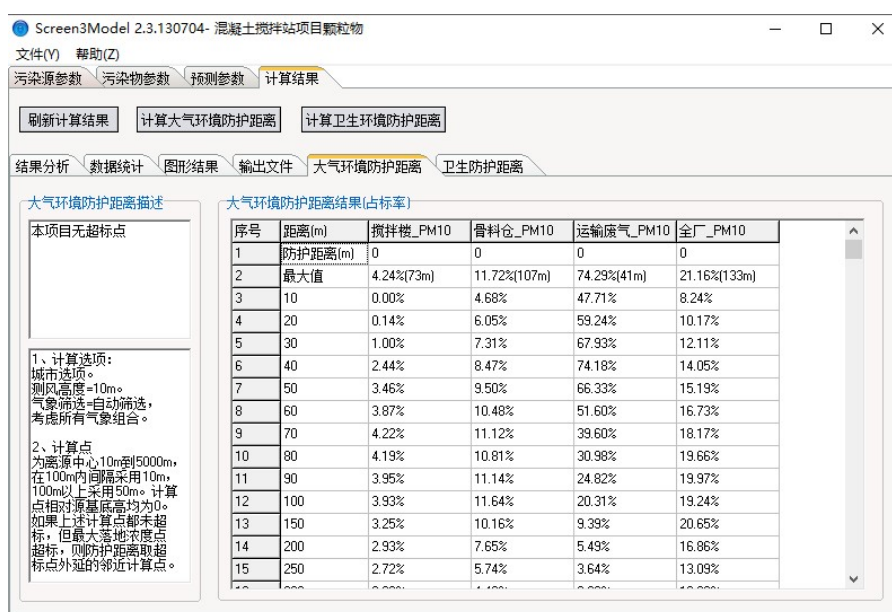 Screen3Model 2.3.130704- 混凝土搅拌站项目颗粒物
文件(Y) 帮助(Z)
污染源参数 污染物参数 预测参数 计算结果
刷新计算结果 计算大气环境防护距离 计算卫生环境防护距离
结果分析 数据统计 图形结果 输出文件 大气环境防护距离 卫生防护距离
大气环境防护距离描述
本项目无超标点
1、计算选项:
城市选项。
测风高度=10m。
气象筛选=自动筛选,
考虑所有气象组合。
2、计算点
为离源中心10m到5000m,
在100m内间隔采用10m,
100m以上采用50m。计算
点相对源基底高均为0。
如果上述计算点都未超
标,但最大落地浓度点
超标,则防护距离取超
标点外延的邻近计算点。
大气环境防护距离结果(占标率)
序号 距离(m) 搅拌楼_PM10 骨料仓_PM10 运输废气_PM10 全厂_PM10
1 防护距离(m) 0 0 0 0
2 最大值 4.24%(73m) 11.72%(107m) 74.29%(41m) 21.16%(133m)
3 10 0.00% 4.68% 47.71% 8.24%
4 20 0.14% 6.05% 59.24% 10.17%
5 30 1.00% 7.31% 67.93% 12.11%
6 40 2.44% 8.47% 74.18% 14.05%
7 50 3.46% 9.50% 66.33% 15.19%
8 60 3.87% 10.48% 51.60% 16.73%
9 70 4.22% 11.12% 39.60% 18.17%
10 80 4.19% 10.81% 30.98% 19.66%
11 90 3.95% 11.14% 24.82% 19.97%
12 100 3.93% 11.64% 20.31% 19.24%
13 150 3.25% 10.16% 9.39% 20.65%
14 200 2.93% 7.65% 5.49% 16.86%
15 250 2.72% 5.74% 3.64% 13.09%